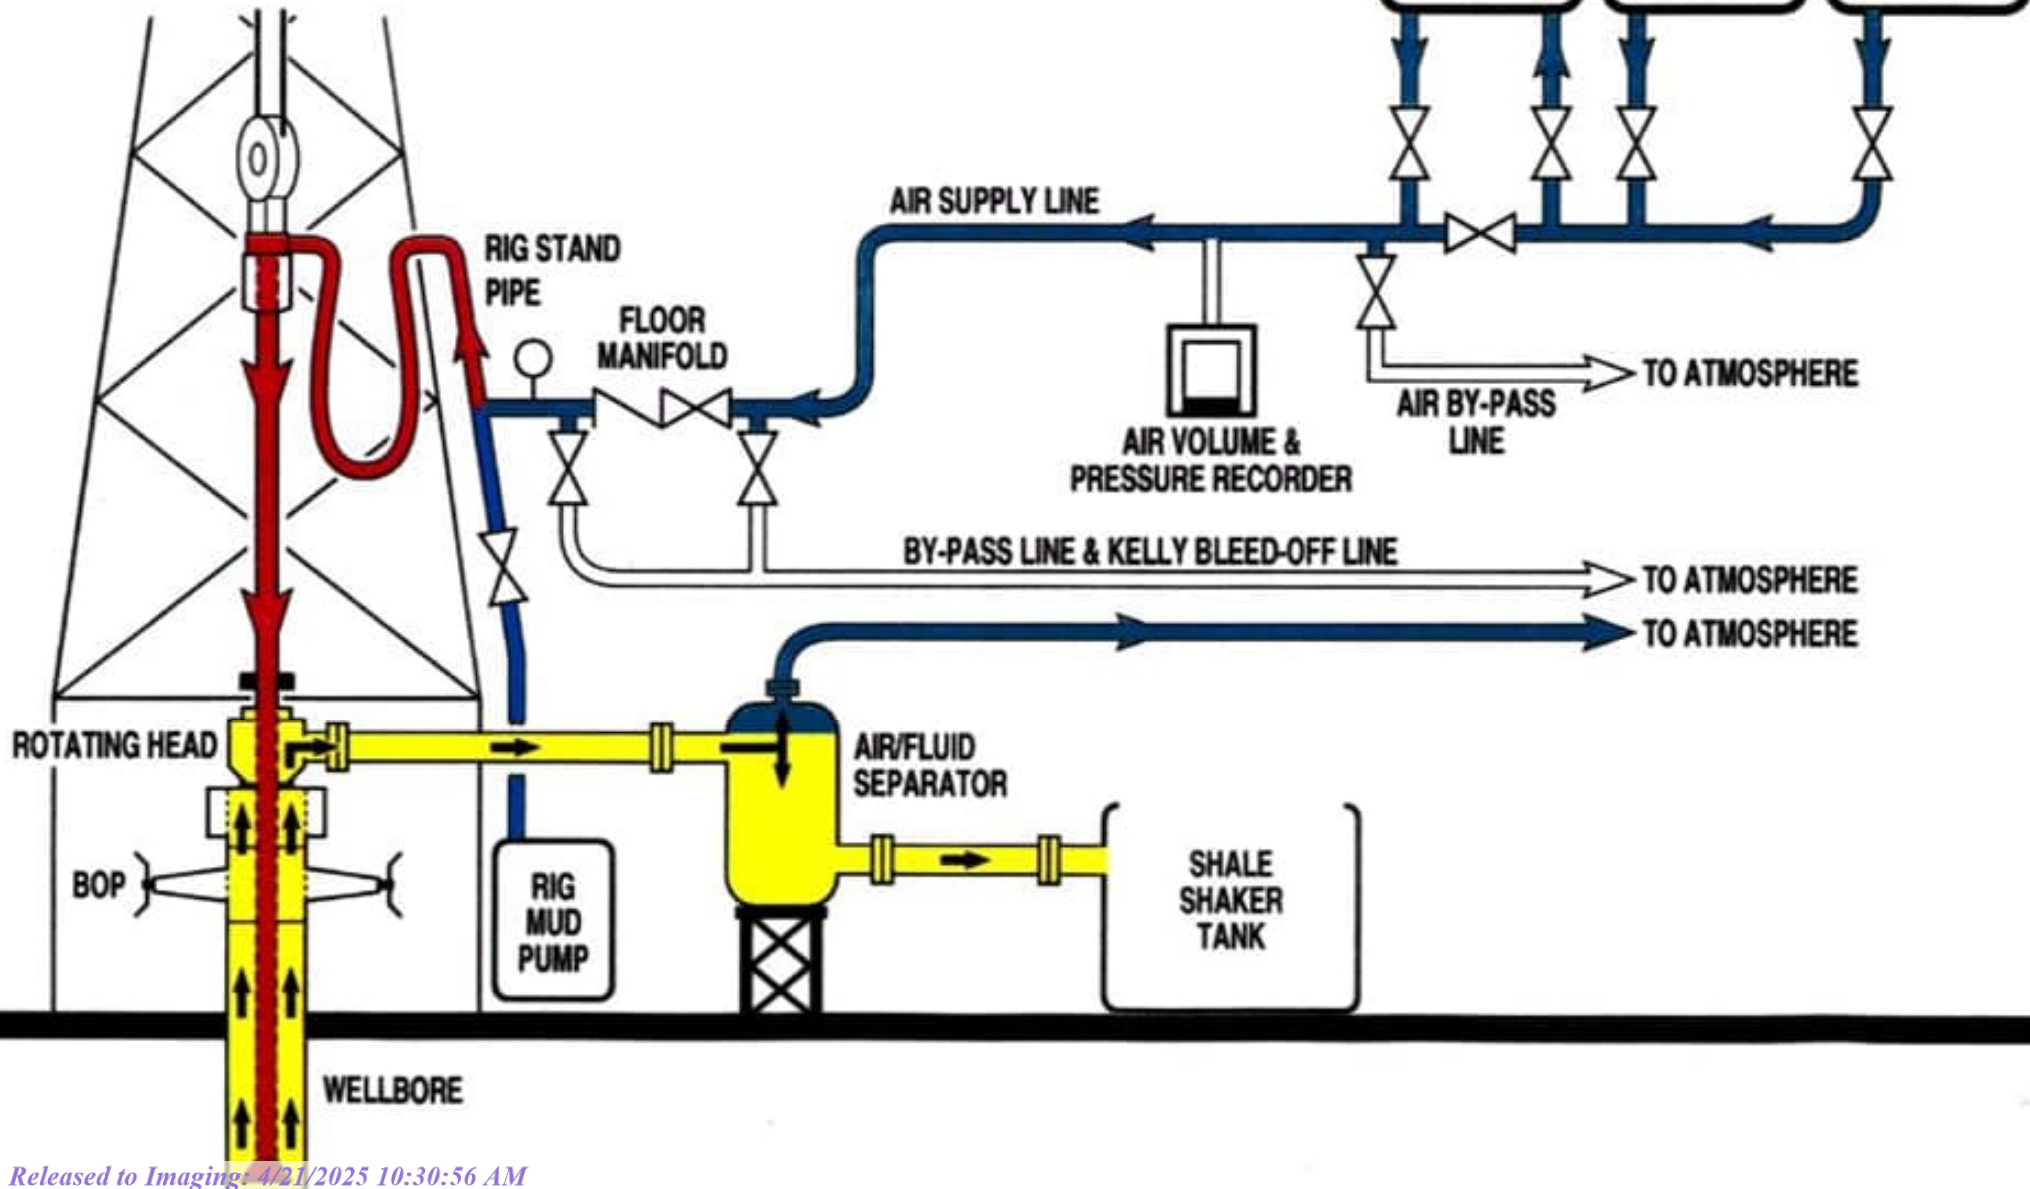 AIR SUPPLY LINE
RIG STAND
PIPE
FLOOR
MANIFOLD
TO ATMOSPHERE
AIR BY-PASS
LINE
AIR VOLUME &
PRESSURE RECORDER
BY-PASS LINE & KELLY BLEED-OFF LINE
TO ATMOSPHERE
TO ATMOSPHERE
ROTATING HEAD
AIR/FLUID
SEPARATOR
BOP
RIG
MUD
PUMP
SHALE
SHAKER
TANK
WELLBORE
Released to Imaging: 4/21/2025 10:30:56 AM